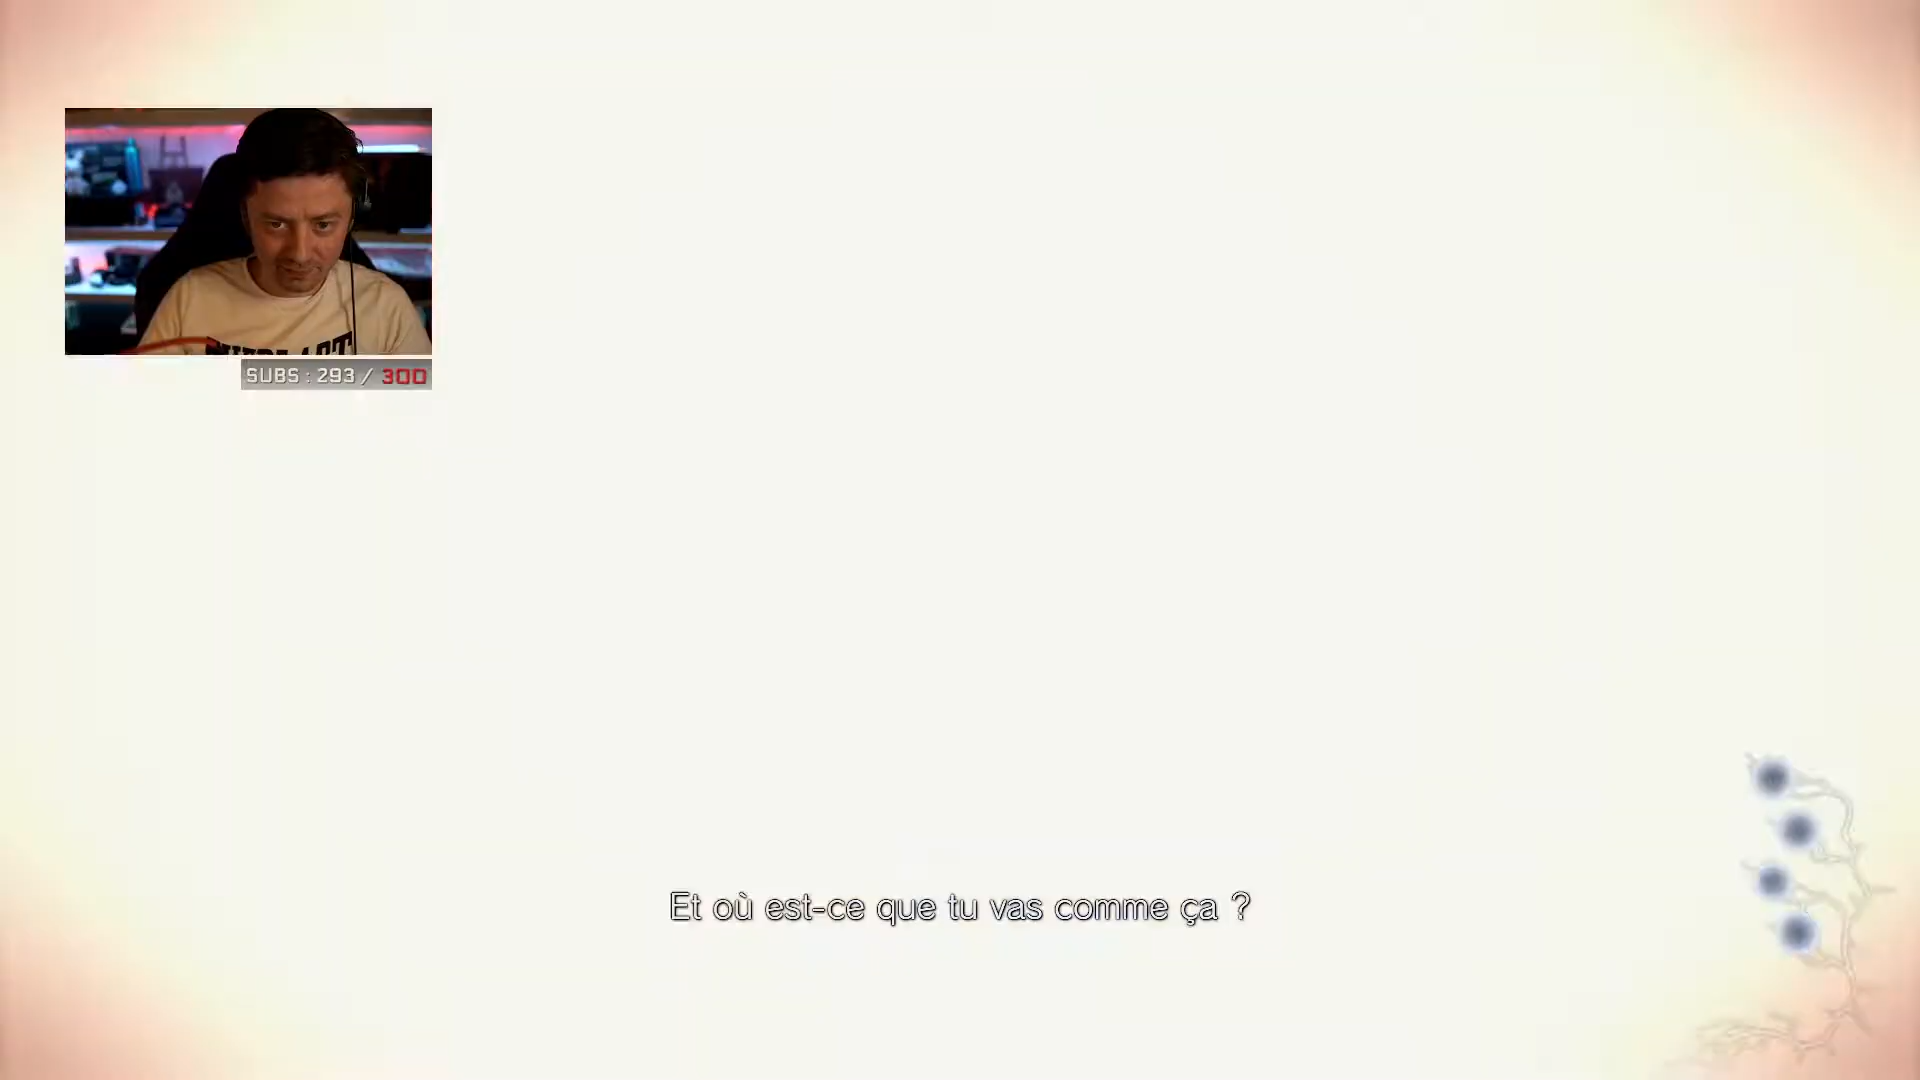 SUBS : 293 / 300
Et où est-ce que tu vas comme ça ?